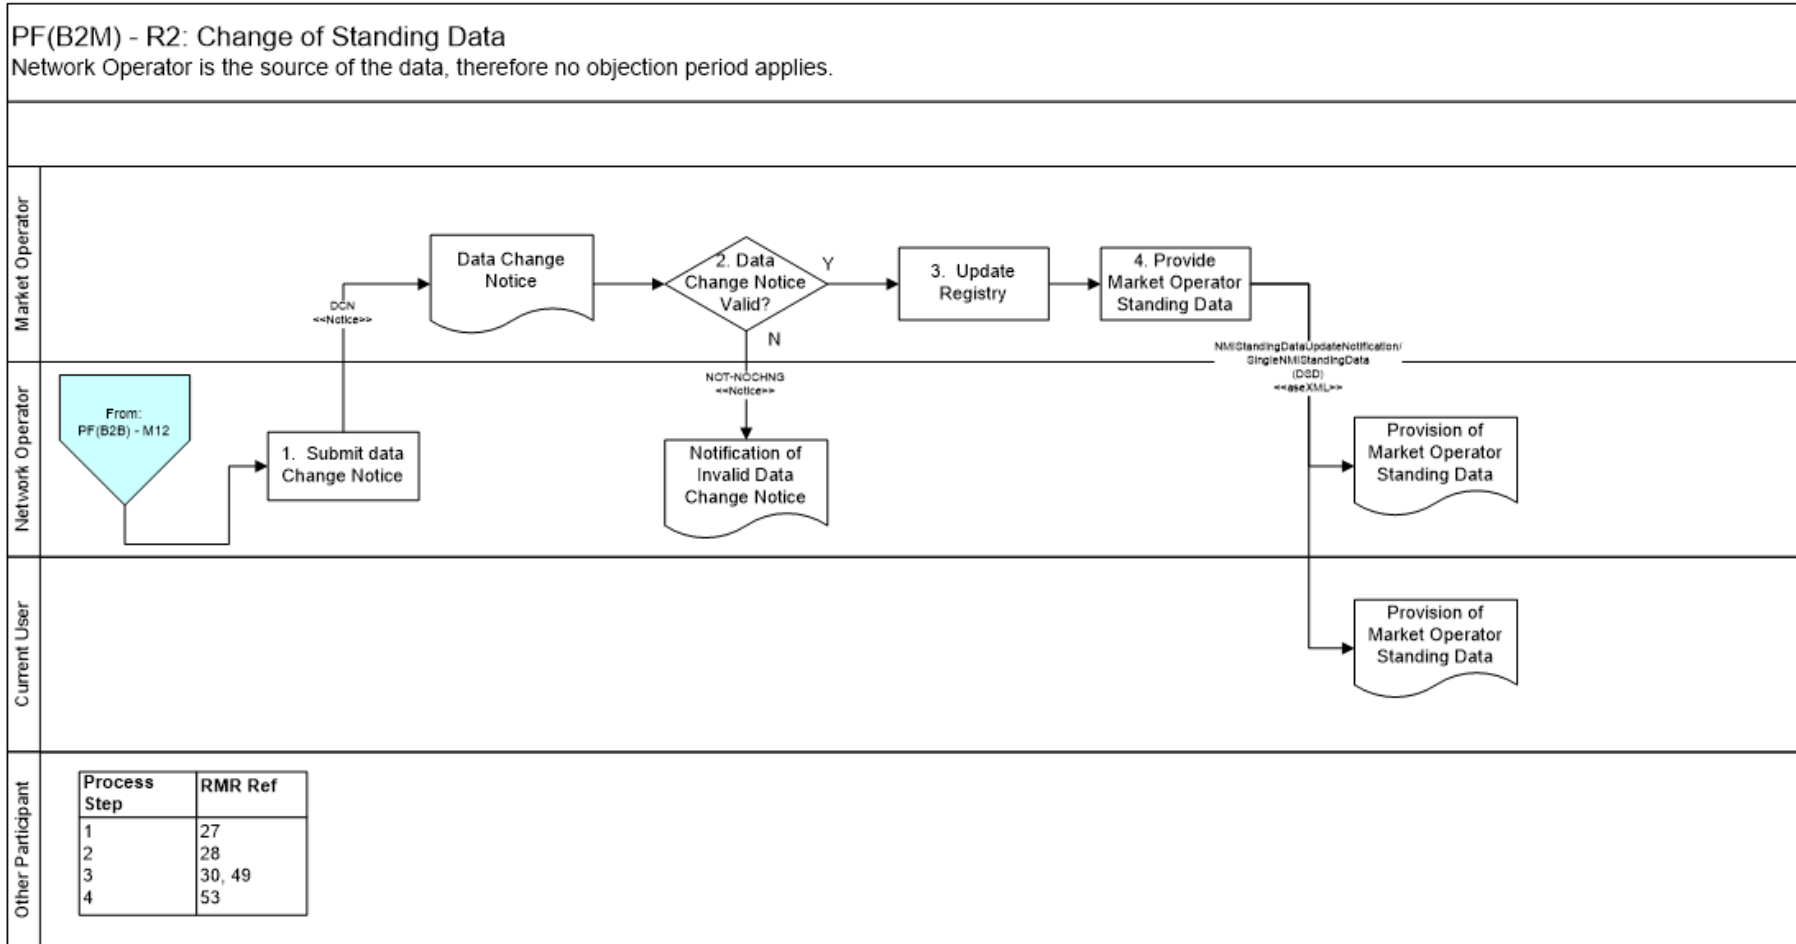 PF(B2M) - R2: Change of Standing Data
Network Operator is the source of the data, therefore no objection period applies.
Market Operator
Data Change
Notice
2. Data
Change Notice
Valid?
Y
N
3. Update
Registry
4. Provide
Market Operator
Standing Data
DCN
<<Notice>>
NMIStandingDataUpdateNotification/
SingleNMIStandingData
(DSD)
<<aseXML>>
Network Operator
From:
PF(B2B) - M12
1. Submit data
Change Notice
NOT-NOCHNG
<<Notice>>
Notification of
Invalid Data
Change Notice
Provision of
Market Operator
Standing Data
Current User
Provision of
Market Operator
Standing Data
Other Participant
Process
Step
RMR Ref
1 27
2 28
3 30, 49
4 53